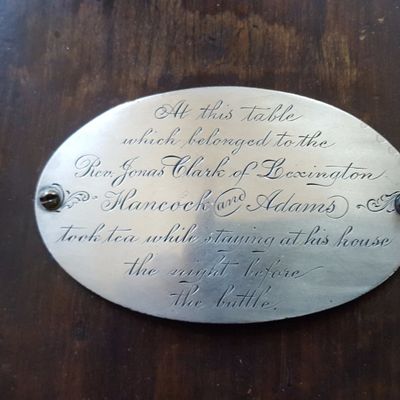 At this table
which belonged to the
Rev. Jonas Clark of Lexington
Hancock and Adams
took tea while staying at his house
the night before
the battle.